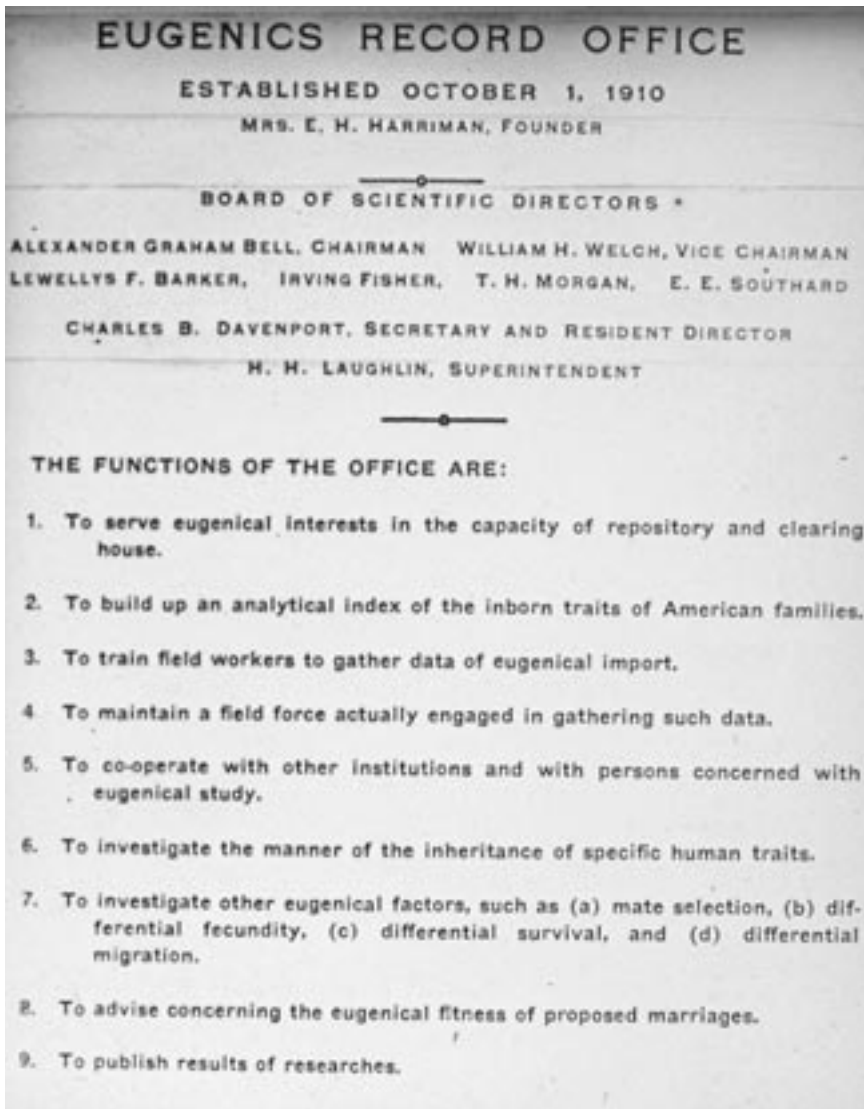 EUGENICS RECORD OFFICE
ESTABLISHED OCTOBER 1, 1910
MRS. E. H. HARRIMAN, FOUNDER
BOARD OF SCIENTIFIC DIRECTORS *
ALEXANDER GRAHAM BELL, CHAIRMAN WILLIAM H. WELCH, VICE CHAIRMAN
LEWELLYS F. BARKER, IRVING FISHER, T. H. MORGAN, E. E. SOUTHARD
CHARLES B. DAVENPORT, SECRETARY AND RESIDENT DIRECTOR
H. H. LAUGHLIN, SUPERINTENDENT
THE FUNCTIONS OF THE OFFICE ARE:
1. To serve eugenical interests in the capacity of repository and clearing
house.
2. To build up an analytical index of the inborn traits of American families.
3. To train field workers to gather data of eugenical import.
4 To maintain a field force actually engaged in gathering such data.
5. To co-operate with other institutions and with persons concerned with
eugenical study.
6. To investigate the manner of the inheritance of specific human traits.
7. To investigate other eugenical factors, such as (a) mate selection, (b) dif-
ferential fecundity, (c) differential survival, and (d) differential
migration.
8. To advise concerning the eugenical fitness of proposed marriages.
9. To publish results of researches.